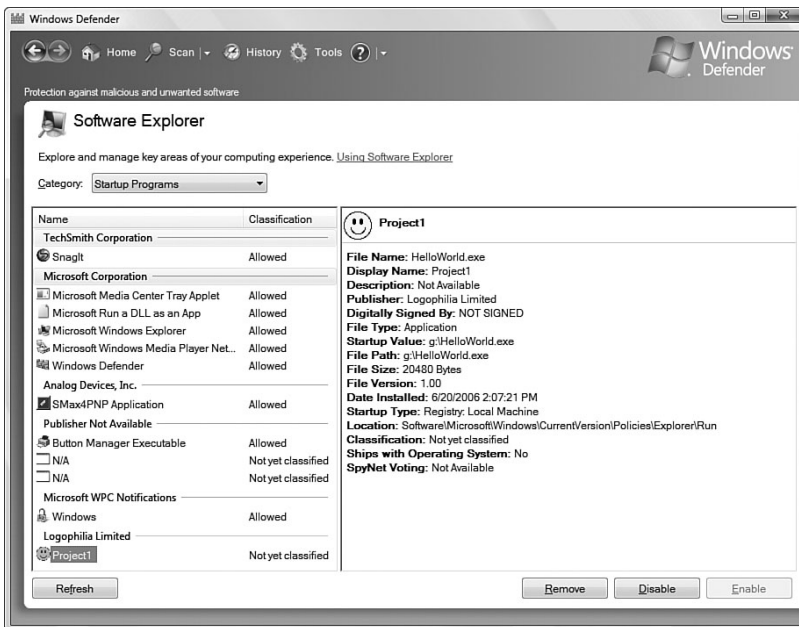 Windows Defender
Home Scan History Tools ?
Windows
Defender
Protection against malicious and unwanted software
Software Explorer
Explore and manage key areas of your computing experience. Using Software Explorer
Category: Startup Programs
Name Classification
TechSmith Corporation
SnagIt Allowed
Microsoft Corporation
Microsoft Media Center Tray Applet Allowed
Microsoft Run a DLL as an App Allowed
Microsoft Windows Explorer Allowed
Microsoft Windows Media Player Net... Allowed
Windows Defender Allowed
Analog Devices, Inc.
SMax4PNP Application Allowed
Publisher Not Available
Button Manager Executable Allowed
N/A Not yet classified
N/A Not yet classified
Microsoft WPC Notifications
Windows Allowed
Logophilia Limited
Project1 Not yet classified
Project1
File Name: HelloWorld.exe
Display Name: Project1
Description: Not Available
Publisher: Logophilia Limited
Digitally Signed By: NOT SIGNED
File Type: Application
Startup Value: g:\HelloWorld.exe
File Path: g:\HelloWorld.exe
File Size: 20480 Bytes
File Version: 1.00
Date Installed: 6/20/2006 2:07:21 PM
Startup Type: Registry: Local Machine
Location: Software\Microsoft\Windows\CurrentVersion\Policies\Explorer\Run
Classification: Not yet classified
Ships with Operating System: No
SpyNet Voting: Not Available
Refresh Remove Disable Enable